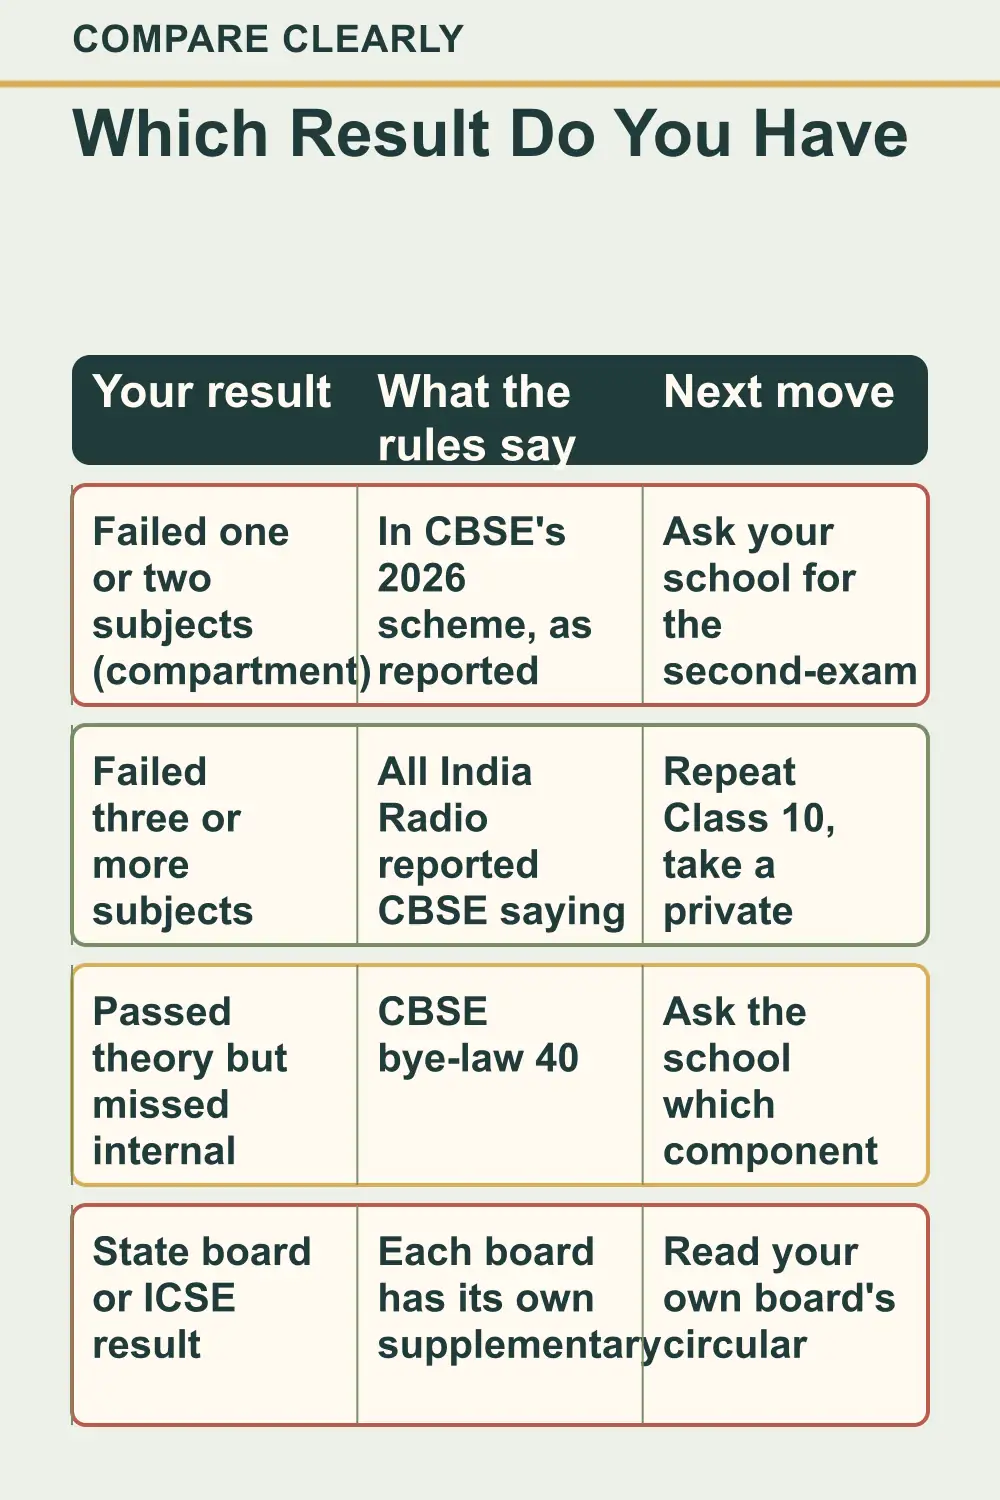 COMPARE CLEARLY
Which Result Do You Have
Your result
What the
rules say
Next move
Failed one
or two
subjects
(compartment)
In CBSE's
2026
scheme, as
reported
Ask your
school for
the
second-exam
Failed
three or
more
subjects
All India
Radio
reported
CBSE saying
Repeat
Class 10,
take a
private
Passed
theory but
missed
internal
CBSE
bye-law 40
Ask the
school
which
component
State board
or ICSE
result
Each board
has its own
supplementary
Read your
own board's
circular